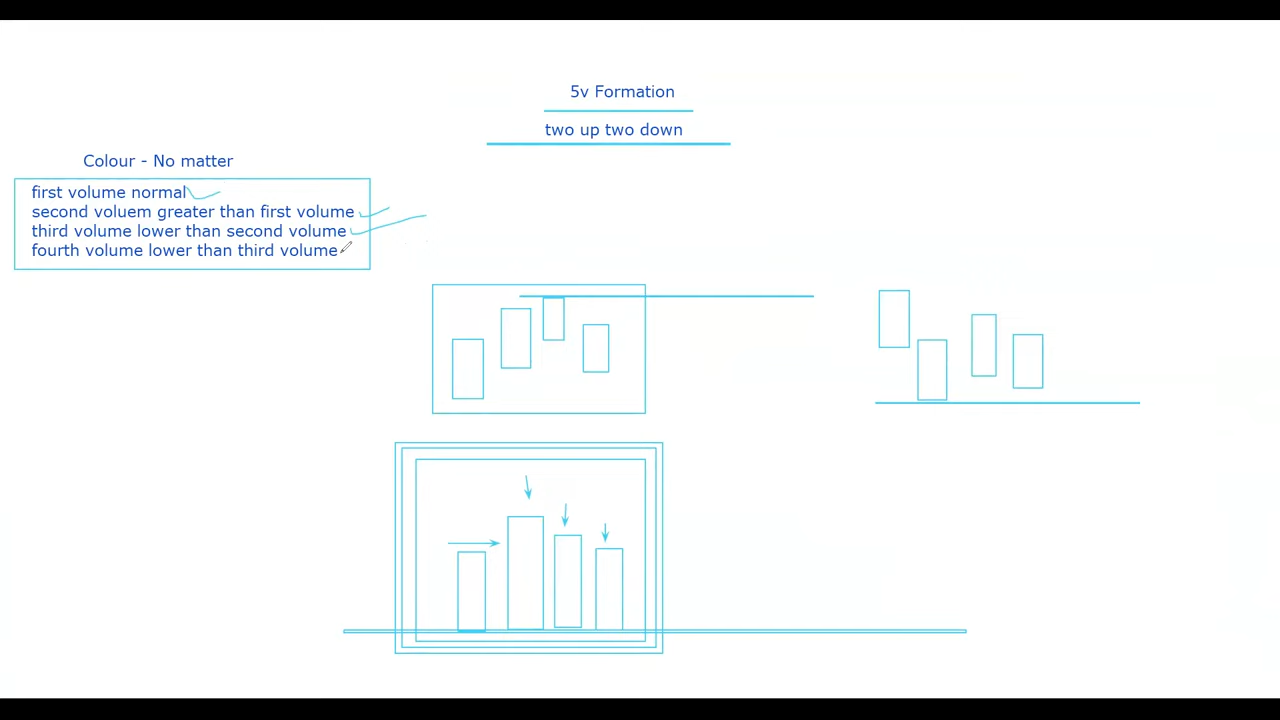 5v Formation
two up two down
Colour - No matter
first volume normal
second voluem greater than first volume
third volume lower than second volume
fourth volume lower than third volume